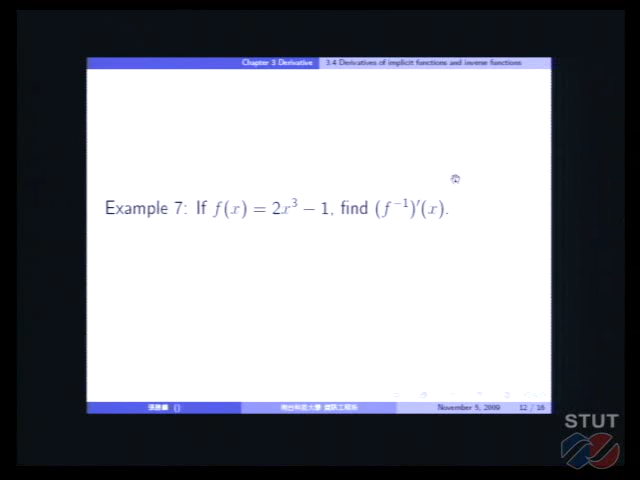 Chapter 3 Derivative 3.4 Derivatives of implicit functions and inverse functions
Example 7: If f(x) = 2x³ − 1, find (f⁻¹)′(x).
November 5, 2009 12 / 16
STUT